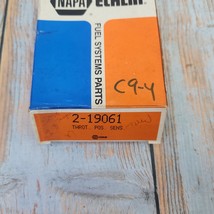 NAPA ECHLIN
FUEL SYSTEMS PARTS
C9-4
2-19061
THROT POS SENS